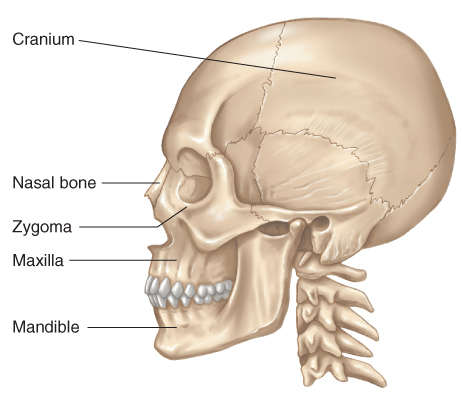 Cranium
Nasal bone
Zygoma
Maxilla
Mandible